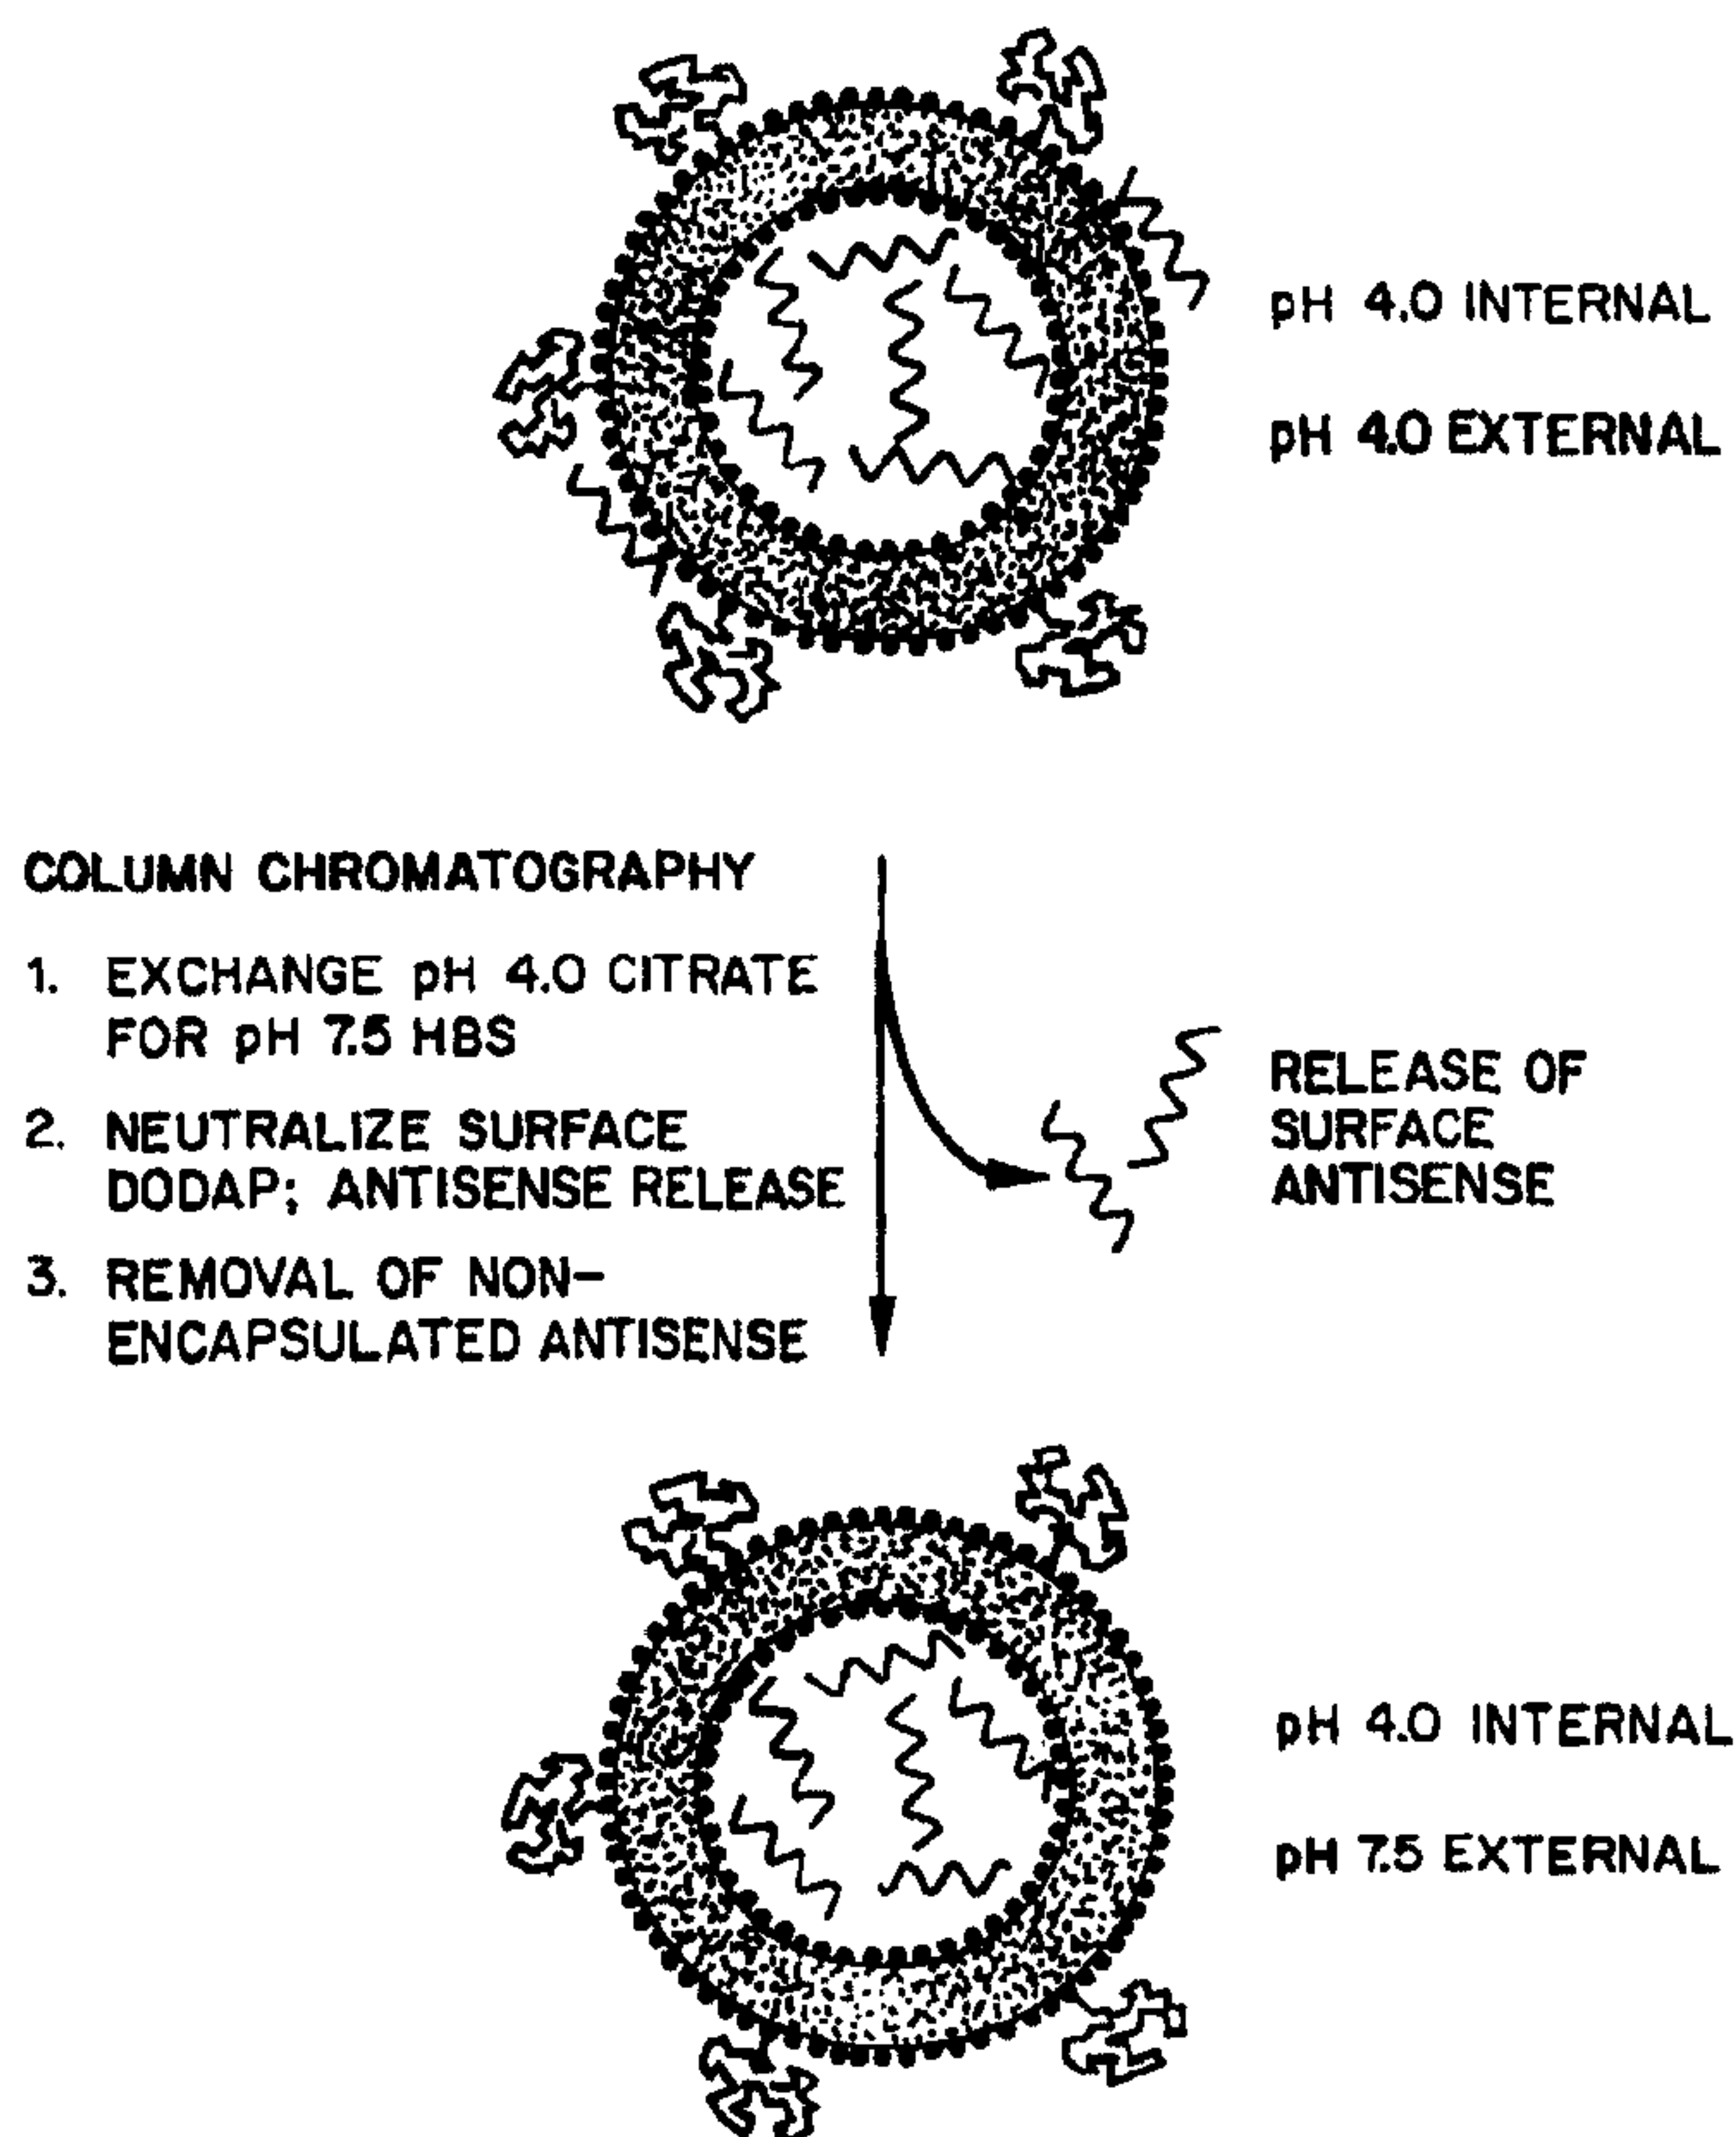 pH 4.0 INTERNAL
pH 4.0 EXTERNAL
COLUMN CHROMATOGRAPHY
1. EXCHANGE pH 4.0 CITRATE
FOR pH 7.5 HBS
2. NEUTRALIZE SURFACE
DODAP; ANTISENSE RELEASE
3. REMOVAL OF NON-
ENCAPSULATED ANTISENSE
RELEASE OF
SURFACE
ANTISENSE
pH 4.0 INTERNAL
pH 7.5 EXTERNAL